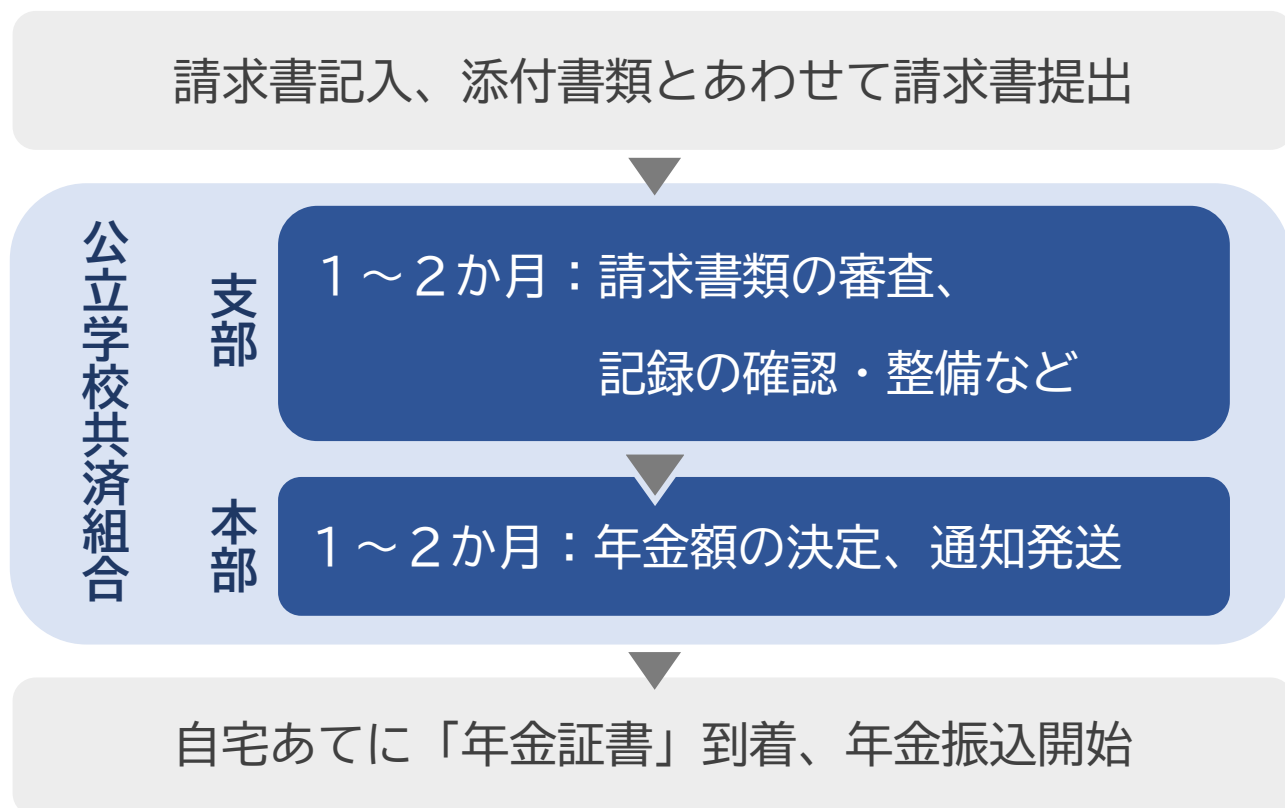 請求書記入、添付書類とあわせて請求書提出
公立学校共済組合
支部
１～２か月：請求書類の審査、
記録の確認・整備など
本部
１～２か月：年金額の決定、通知発送
自宅あてに「年金証書」到着、年金振込開始